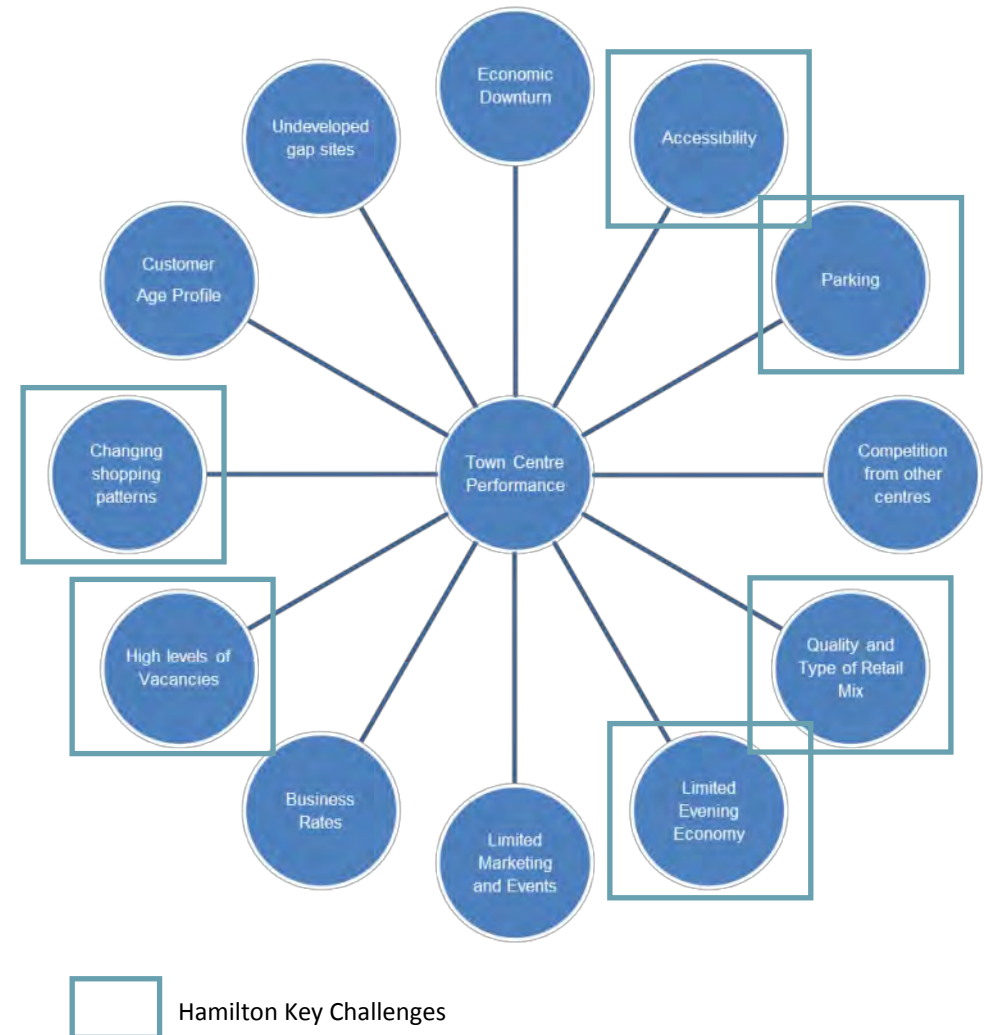 Economic
Downturn
Accessibility
Parking
Competition
from other
centres
Quality and
Type of Retail
Mix
Limited
Evening
Economy
Limited
Marketing
and Events
Business
Rates
High levels of
Vacancies
Changing
shopping
patterns
Customer
Age Profile
Undeveloped
gap sites
Town Centre
Performance
Hamilton Key Challenges